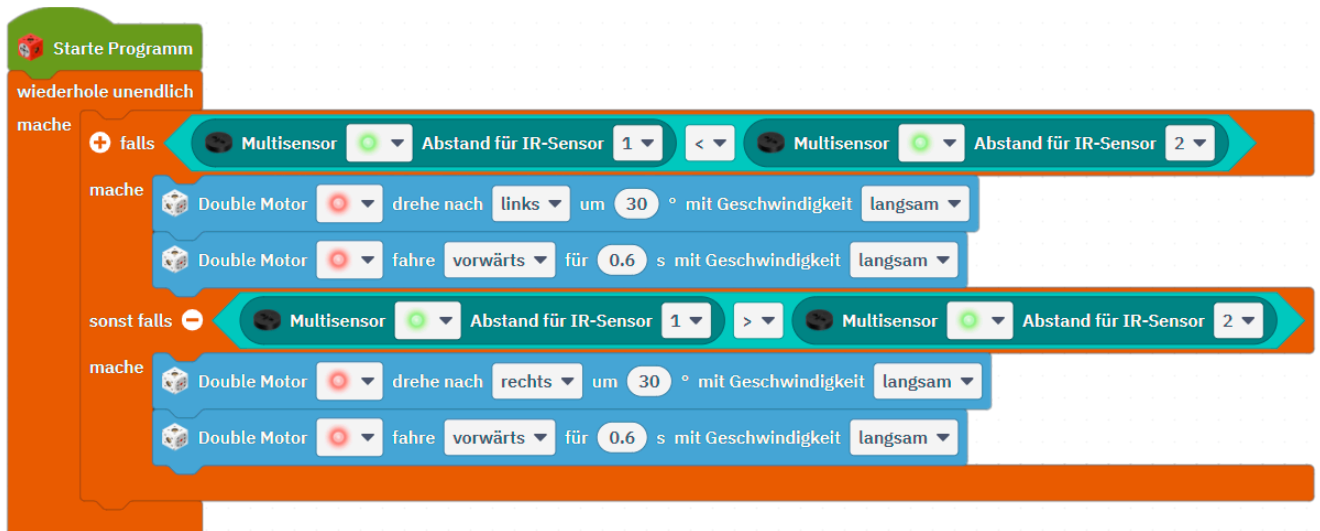 Starte Programm
wiederhole unendlich
mache
falls Multisensor Abstand für IR-Sensor 1 < Multisensor Abstand für IR-Sensor 2
mache
Double Motor drehe nach links um 30 ° mit Geschwindigkeit langsam
Double Motor fahre vorwärts für 0.6 s mit Geschwindigkeit langsam
sonst falls Multisensor Abstand für IR-Sensor 1 > Multisensor Abstand für IR-Sensor 2
mache
Double Motor drehe nach rechts um 30 ° mit Geschwindigkeit langsam
Double Motor fahre vorwärts für 0.6 s mit Geschwindigkeit langsam